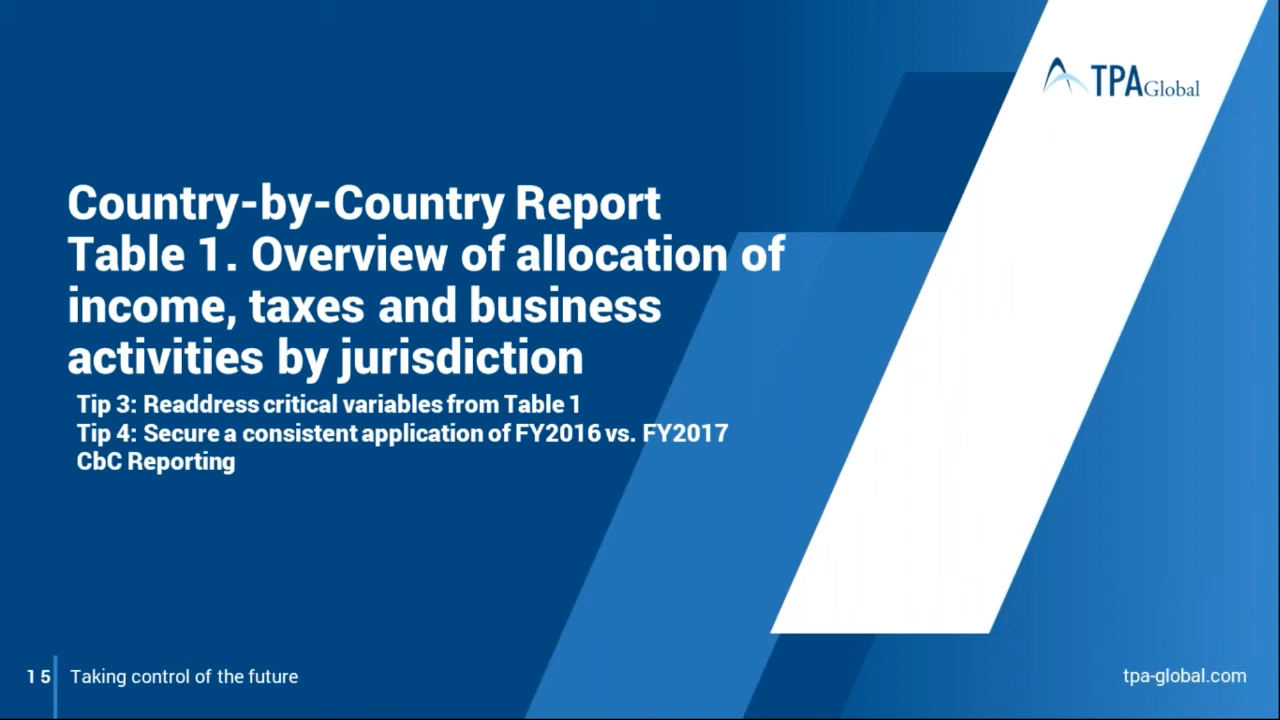 TPA Global
Country-by-Country Report
Table 1. Overview of allocation of
income, taxes and business
activities by jurisdiction
Tip 3: Readdress critical variables from Table 1
Tip 4: Secure a consistent application of FY2016 vs. FY2017
CbC Reporting
15 Taking control of the future
tpa-global.com